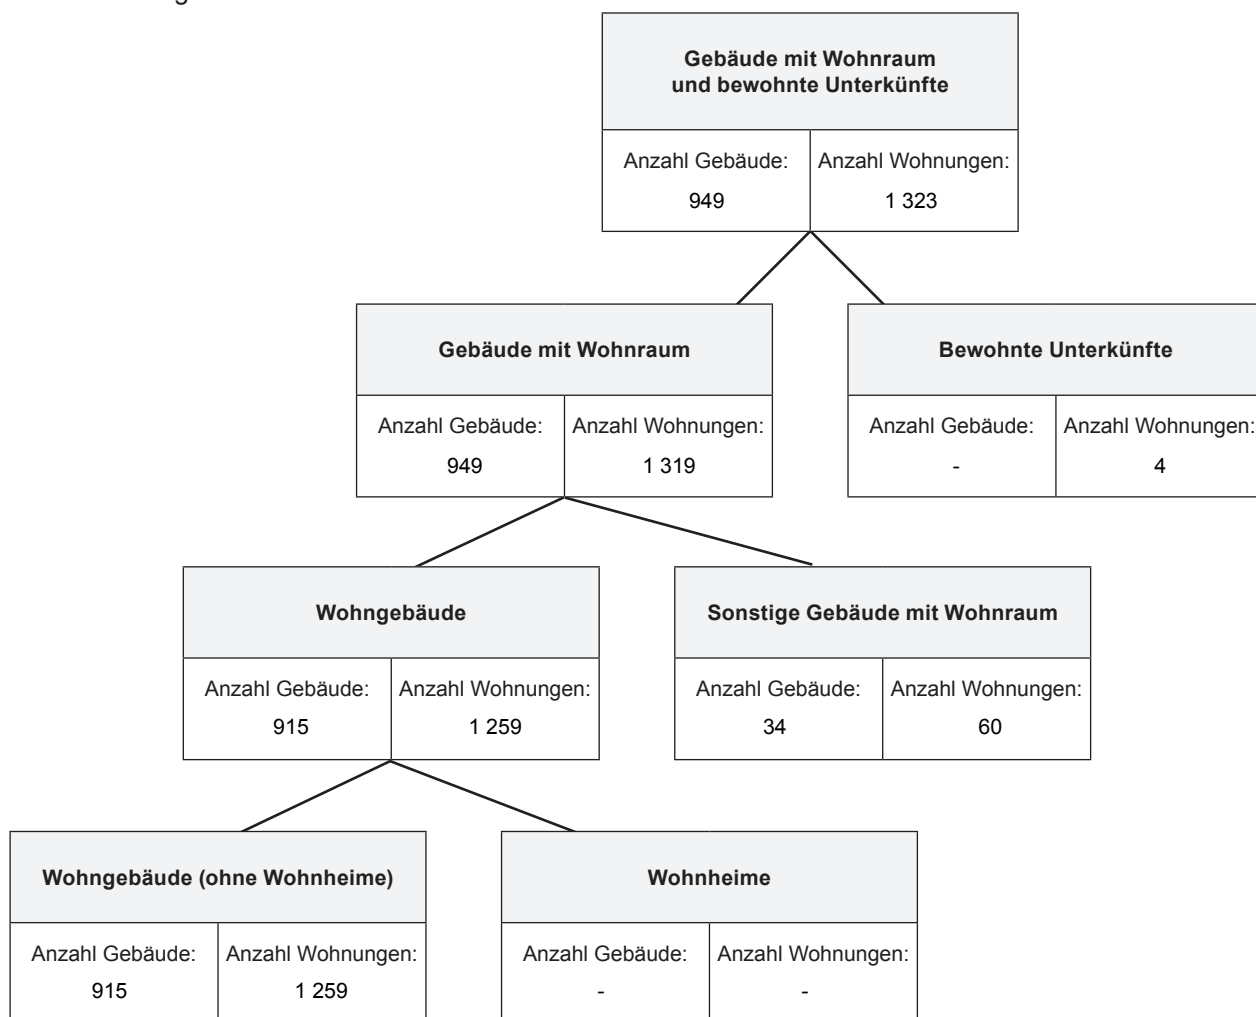 Gebäude mit Wohnraum
und bewohnte Unterkünfte
Anzahl Gebäude: Anzahl Wohnungen:
949 1 323
Gebäude mit Wohnraum
Anzahl Gebäude: Anzahl Wohnungen:
949 1 319
Bewohnte Unterkünfte
Anzahl Gebäude: Anzahl Wohnungen:
- 4
Wohngebäude
Anzahl Gebäude: Anzahl Wohnungen:
915 1 259
Sonstige Gebäude mit Wohnraum
Anzahl Gebäude: Anzahl Wohnungen:
34 60
Wohngebäude (ohne Wohnheime)
Anzahl Gebäude: Anzahl Wohnungen:
915 1 259
Wohnheime
Anzahl Gebäude: Anzahl Wohnungen:
- -